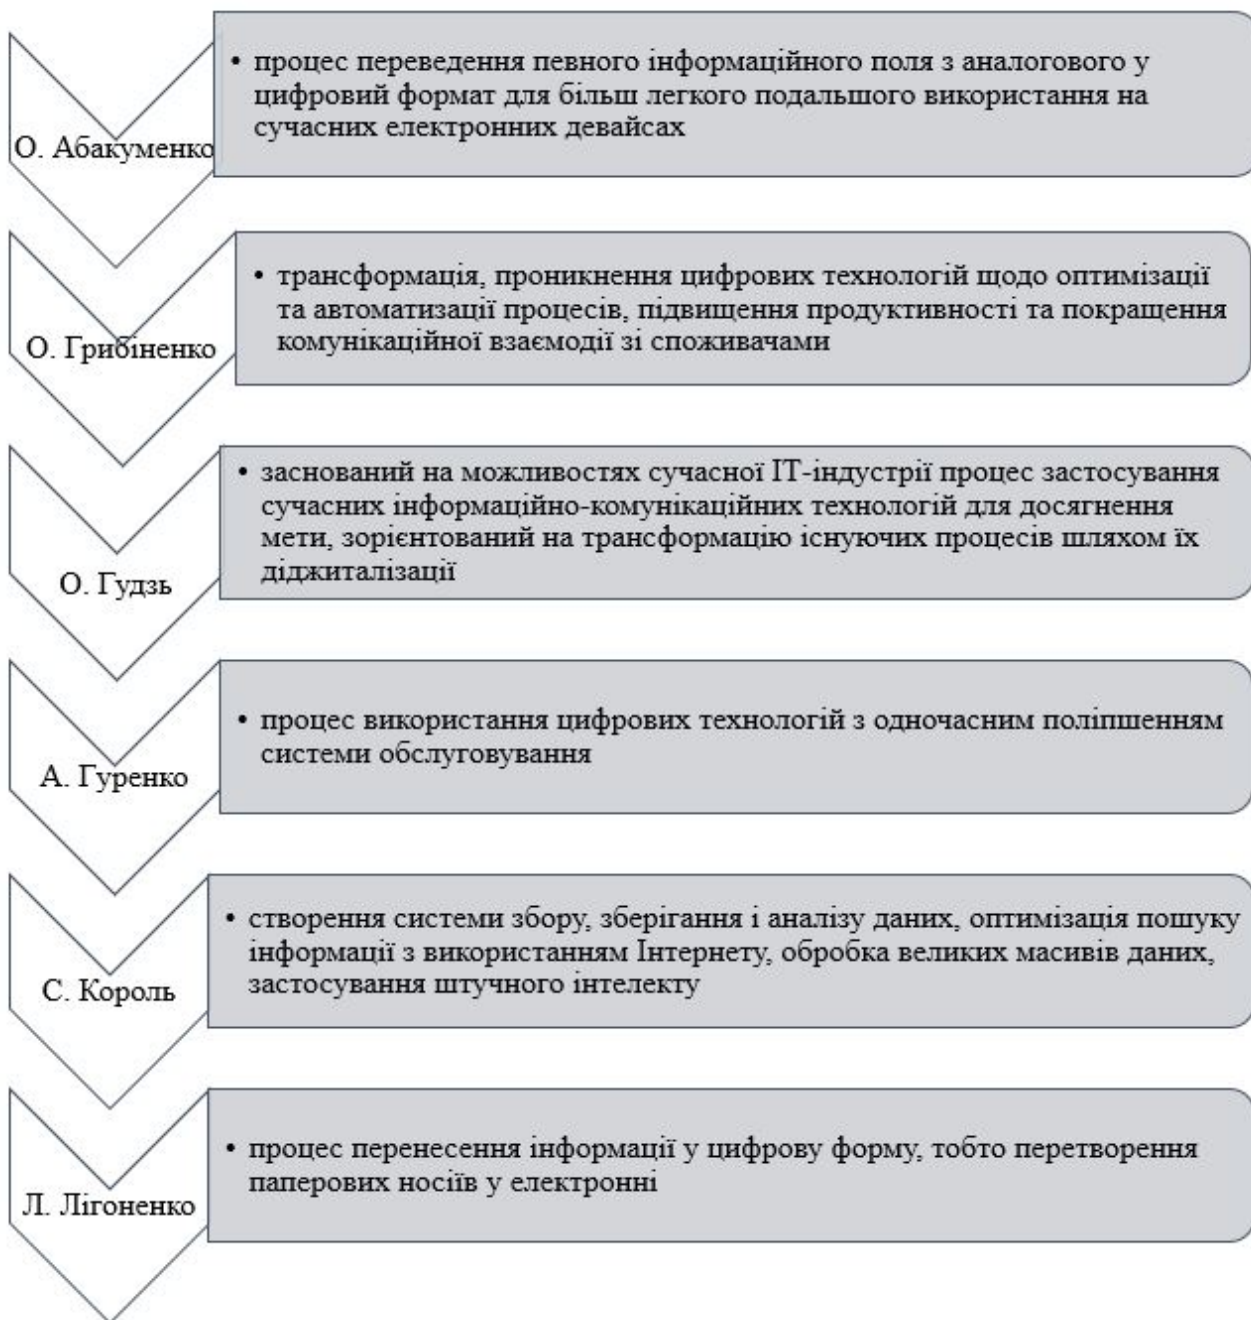 О. Абакуменко
• процес переведення певного інформаційного поля з аналогового у
цифровий формат для більш легкого подальшого використання на
сучасних електронних девайсах
О. Грибіненко
• трансформація, проникнення цифрових технологій щодо оптимізації
та автоматизації процесів, підвищення продуктивності та покращення
комунікаційної взаємодії зі споживачами
О. Гудзь
• заснований на можливостях сучасної ІТ-індустрії процес застосування
сучасних інформаційно-комунікаційних технологій для досягнення
мети, зорієнтований на трансформацію існуючих процесів шляхом їх
діджиталізації
А. Гуренко
• процес використання цифрових технологій з одночасним поліпшенням
системи обслуговування
С. Король
• створення системи збору, зберігання і аналізу даних, оптимізація пошуку
інформації з використанням Інтернету, обробка великих масивів даних,
застосування штучного інтелекту
Л. Лігоненко
• процес перенесення інформації у цифрову форму, тобто перетворення
паперових носіїв у електронні